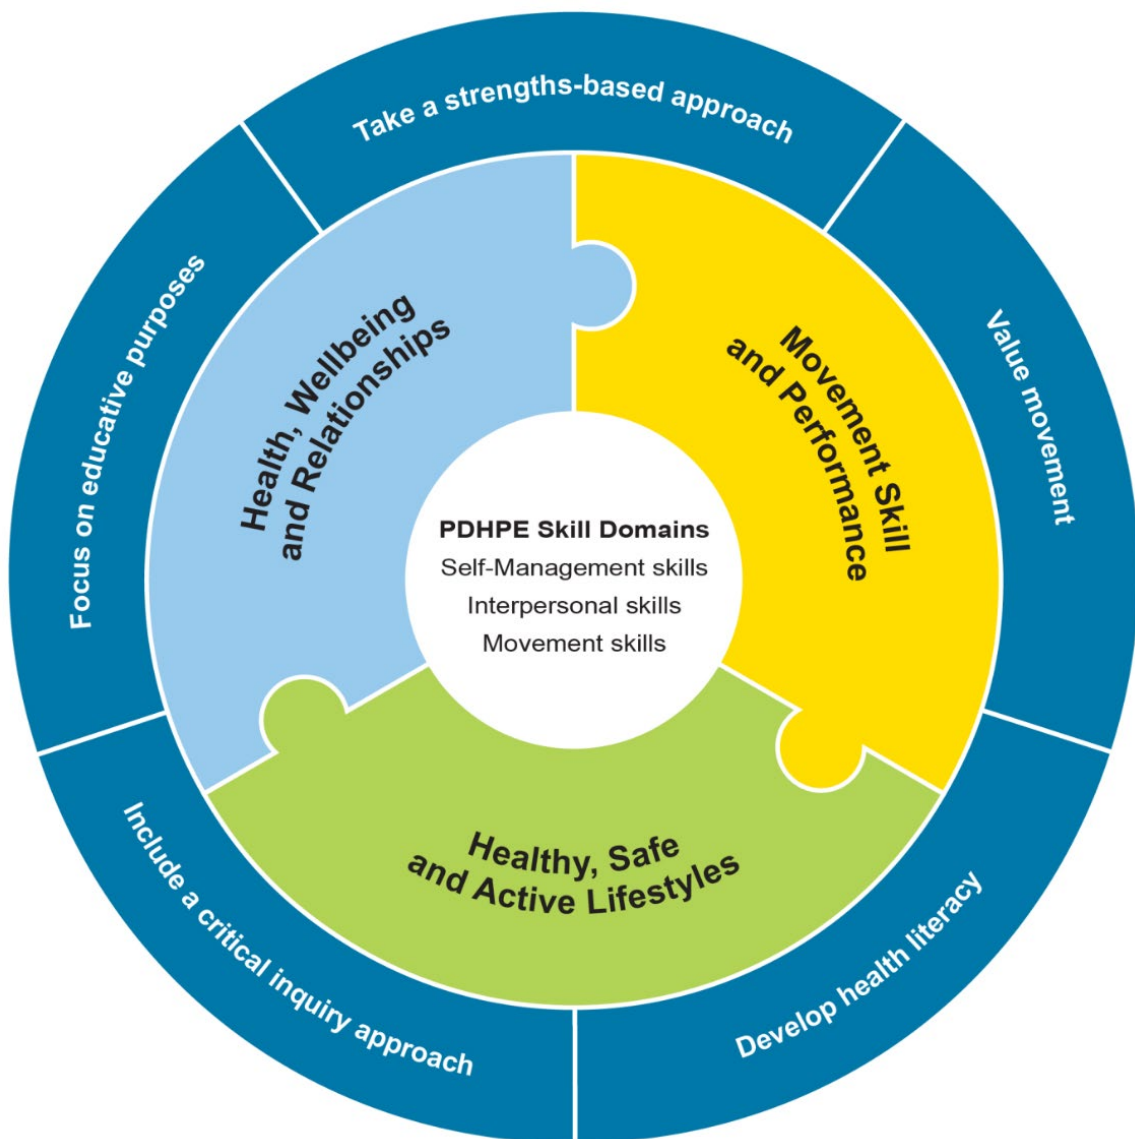 Take a strengths-based approach
Value movement
Develop health literacy
Include a critical inquiry approach
Focus on educative purposes
Health, Wellbeing
and Relationships
Movement Skill
and Performance
Healthy, Safe
and Active Lifestyles
PDHPE Skill Domains
Self-Management skills
Interpersonal skills
Movement skills